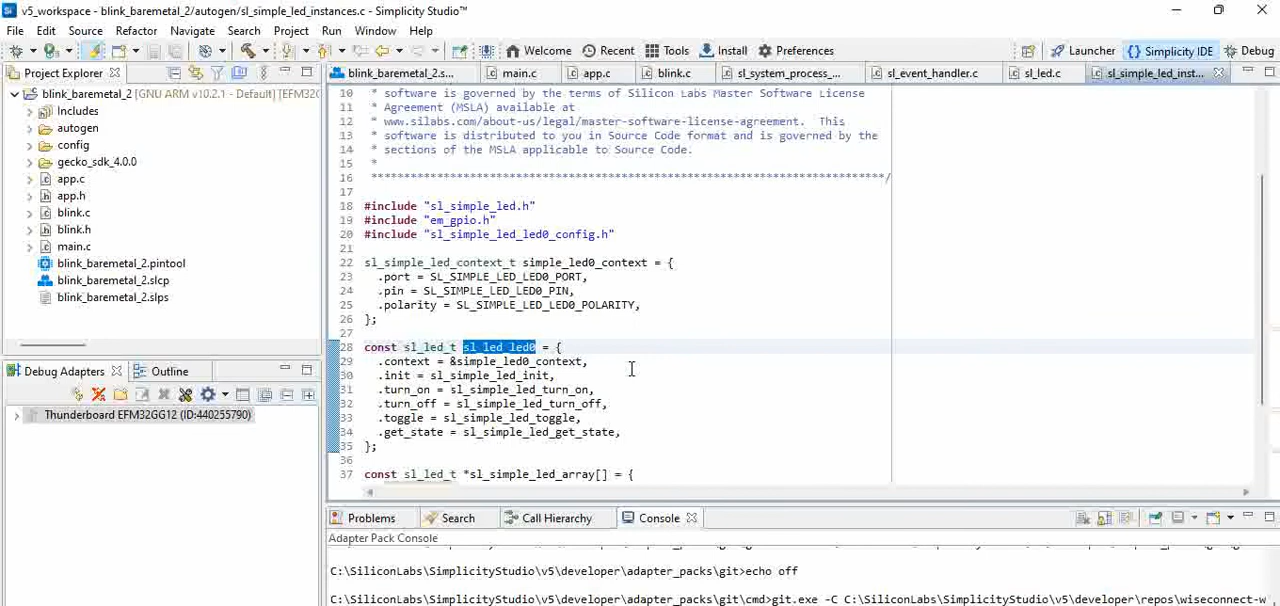 v5_workspace - blink_baremetal_2/autogen/sl_simple_led_instances.c - Simplicity Studio™
File Edit Source Refactor Navigate Search Project Run Window Help
Welcome Recent Tools Install Preferences Launcher Simplicity IDE Debug
Project Explorer
blink_baremetal_2.s... main.c app.c blink.c sl_system_process_... sl_event_handler.c sl_led.c sl_simple_led_inst...
blink_baremetal_2 [GNU ARM v10.2.1 - Default] [EFM32G
Includes
autogen
config
gecko_sdk_4.0.0
app.c
app.h
blink.c
blink.h
main.c
blink_baremetal_2.pintool
blink_baremetal_2.slcp
blink_baremetal_2.slps
10 * software is governed by the terms of Silicon Labs Master Software License
11 * Agreement (MSLA) available at
12 * www.silabs.com/about-us/legal/master-software-license-agreement. This
13 * software is distributed to you in Source Code format and is governed by the
14 * sections of the MSLA applicable to Source Code.
15 *
16 ******************************************************************************/
17
18 #include "sl_simple_led.h"
19 #include "em_gpio.h"
20 #include "sl_simple_led_led0_config.h"
21
22 sl_simple_led_context_t simple_led0_context = {
23 .port = SL_SIMPLE_LED_LED0_PORT,
24 .pin = SL_SIMPLE_LED_LED0_PIN,
25 .polarity = SL_SIMPLE_LED_LED0_POLARITY,
26 };
27
28 const sl_led_t sl_led_led0 = {
29 .context = &simple_led0_context,
30 .init = sl_simple_led_init,
31 .turn_on = sl_simple_led_turn_on,
32 .turn_off = sl_simple_led_turn_off,
33 .toggle = sl_simple_led_toggle,
34 .get_state = sl_simple_led_get_state,
35 };
36
37 const sl_led_t *sl_simple_led_array[] = {
Debug Adapters Outline
Thunderboard EFM32GG12 (ID:440255790)
Problems Search Call Hierarchy Console
Adapter Pack Console
C:\SiliconLabs\SimplicityStudio\v5\developer\adapter_packs\git>echo off
C:\SiliconLabs\SimplicityStudio\v5\developer\adapter_packs\git\cmd>git.exe -C C:\SiliconLabs\SimplicityStudio\v5\developer\repos\wiseconnect-w